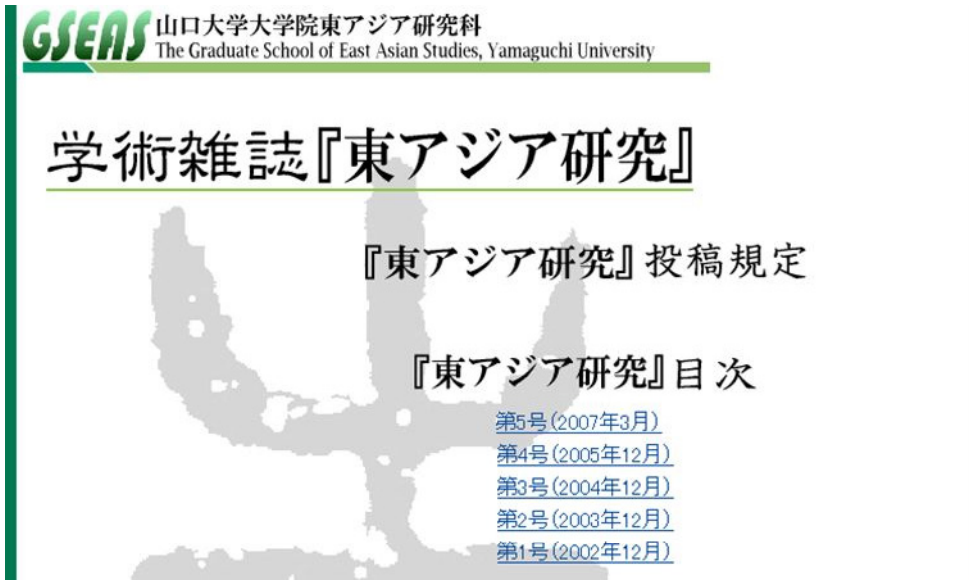 GSEAS
山口大学大学院東アジア研究科
The Graduate School of East Asian Studies, Yamaguchi University
学術雑誌『東アジア研究』
『東アジア研究』投稿規定
『東アジア研究』目次
第5号(2007年3月)
第4号(2005年12月)
第3号(2004年12月)
第2号(2003年12月)
第1号(2002年12月)